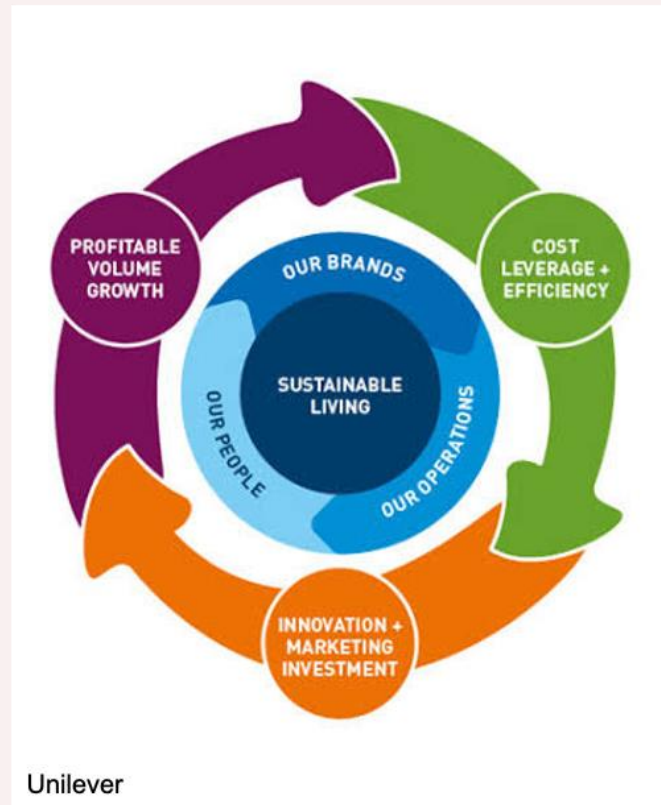 PROFITABLE
VOLUME
GROWTH
COST
LEVERAGE +
EFFICIENCY
OUR BRANDS
SUSTAINABLE
LIVING
OUR PEOPLE
OUR OPERATIONS
INNOVATION +
MARKETING
INVESTMENT
Unilever